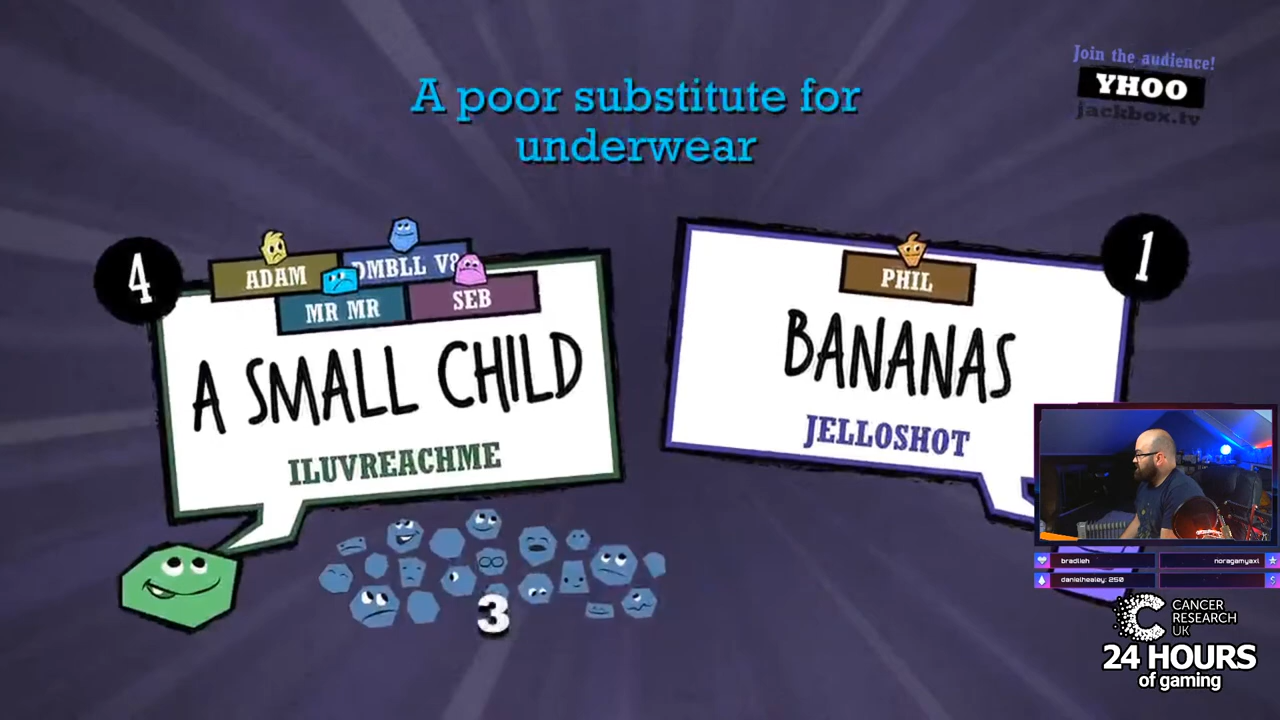 Join the audience!
YHOO
jackbox.tv
A poor substitute for
underwear
4
ADAM
DMBLL V8
MR MR
SEB
A SMALL CHILD
ILUVREACHME
3
1
PHIL
BANANAS
JELLOSHOT
bradlieh
noragamyaxl
danielhealey: 250
CANCER
RESEARCH
UK
24 HOURS
of gaming